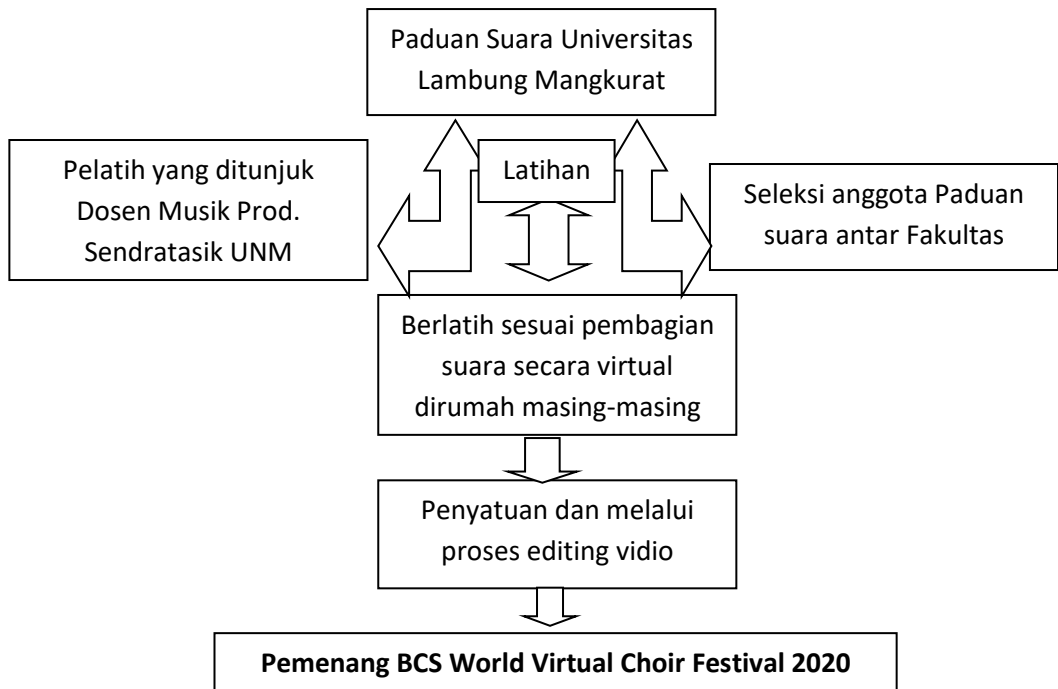 Paduan Suara Universitas
Lambung Mangkurat
Pelatih yang ditunjuk
Dosen Musik Prod.
Sendratasik UNM
Latihan
Seleksi anggota Paduan
suara antar Fakultas
Berlatih sesuai pembagian
suara secara virtual
dirumah masing-masing
Penyatuan dan melalui
proses editing vidio
Pemenang BCS World Virtual Choir Festival 2020